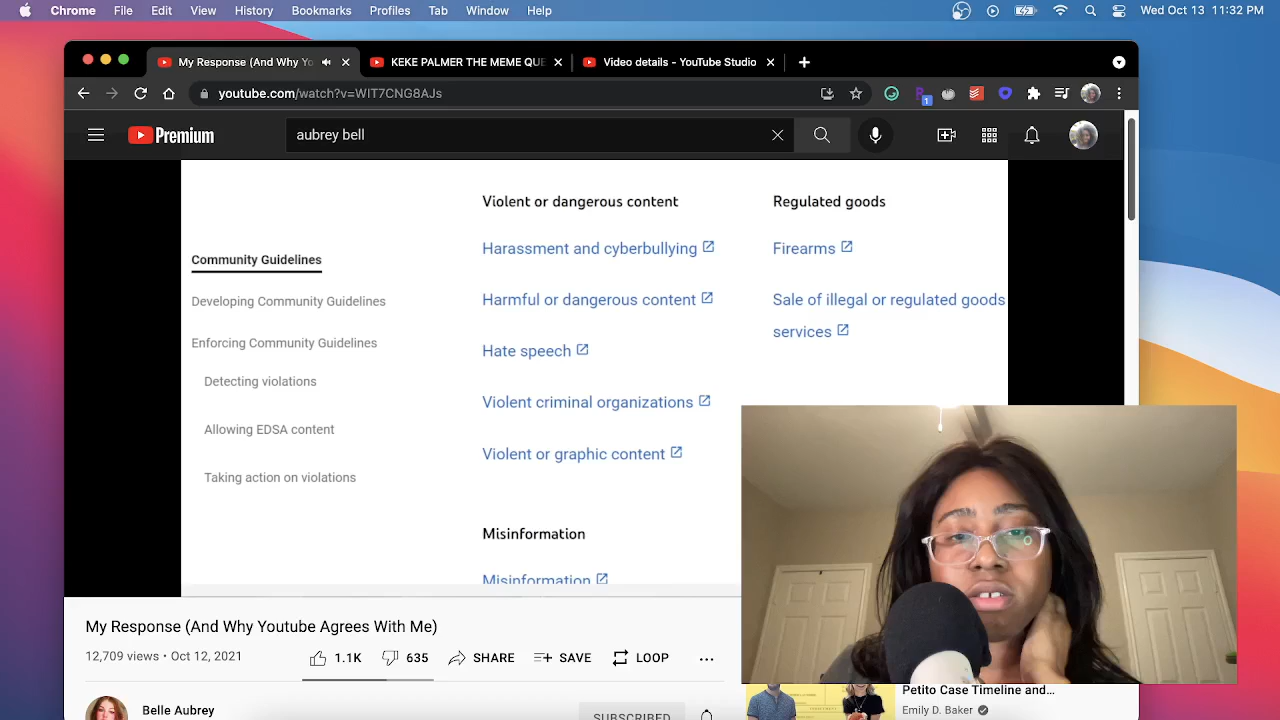 Chrome File Edit View History Bookmarks Profiles Tab Window Help Wed Oct 13 11:32 PM
My Response (And Why Yo KEKE PALMER THE MEME QUE Video details - YouTube Studio
youtube.com/watch?v=WIT7CNG8AJs
1
Premium
aubrey bell
Violent or dangerous content
Regulated goods
Harassment and cyberbullying
Firearms
Community Guidelines
Developing Community Guidelines
Harmful or dangerous content
Sale of illegal or regulated goods
services
Enforcing Community Guidelines
Hate speech
Detecting violations
Violent criminal organizations
Allowing EDSA content
Violent or graphic content
Taking action on violations
Misinformation
Misinformation
My Response (And Why Youtube Agrees With Me)
12,709 views • Oct 12, 2021
1.1K 635 SHARE SAVE LOOP
Belle Aubrey
SUBSCRIBED
Petito Case Timeline and...
Emily D. Baker